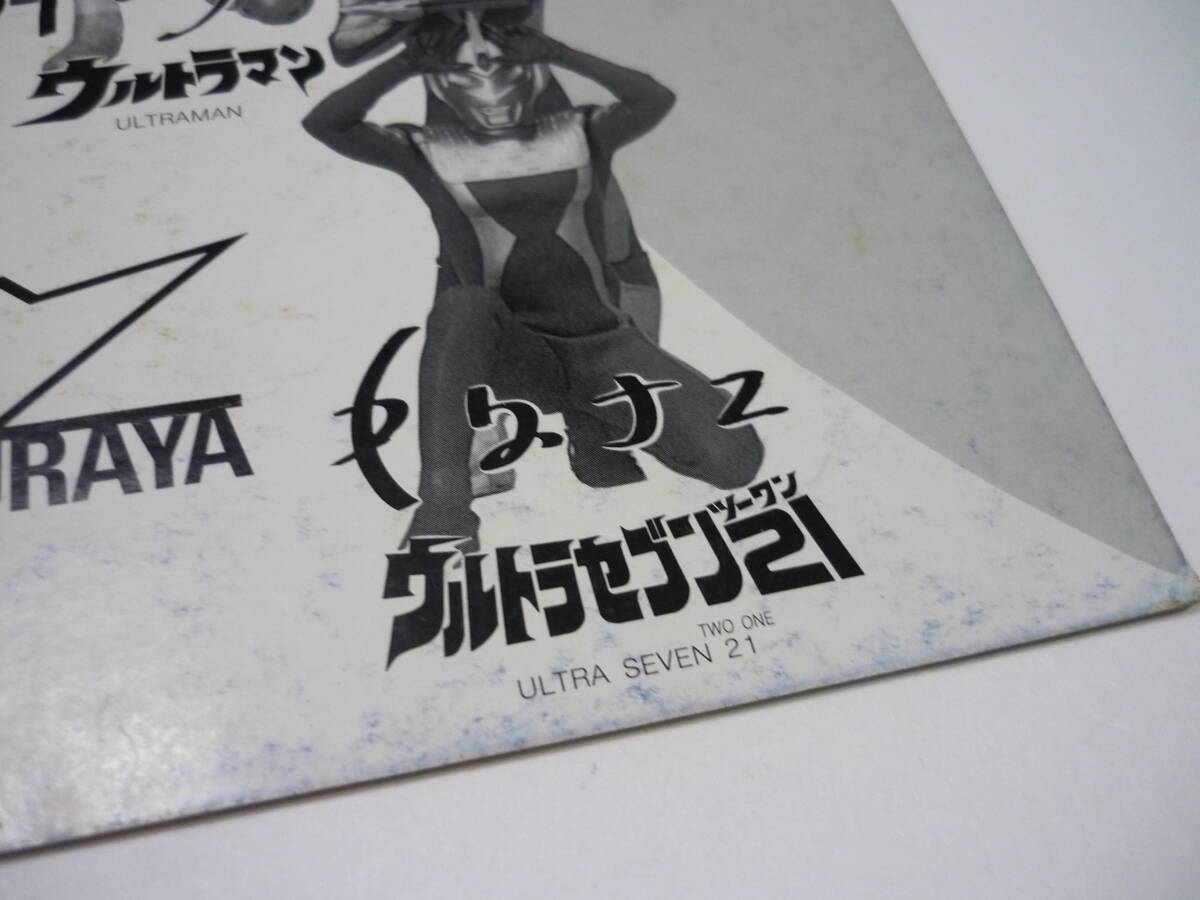 ウルトラマン
ULTRAMAN
URAYA
ツーワン
ウルトラセブン21
TWO ONE
ULTRA SEVEN 21